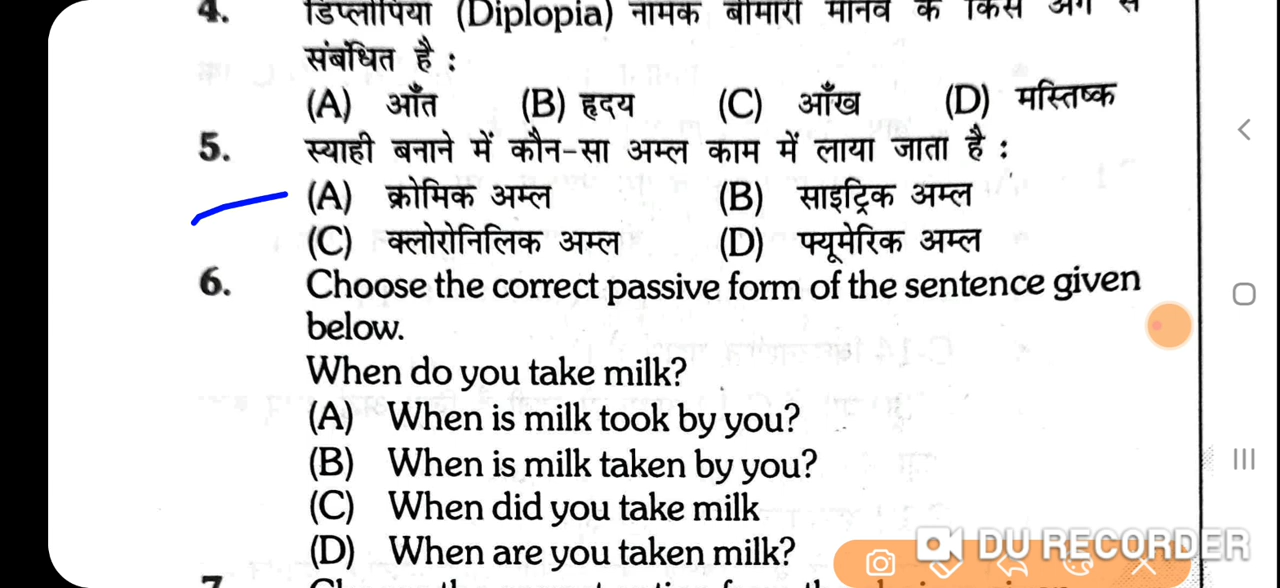 4. डिप्लोपिया (Diplopia) नामक बीमारी मानव के किस अंग से
संबंधित है :
(A) आँत (B) हृदय (C) आँख (D) मस्तिष्क
5. स्याही बनाने में कौन-सा अम्ल काम में लाया जाता है :
(A) क्रोमिक अम्ल (B) साइट्रिक अम्ल
(C) क्लोरोनिलिक अम्ल (D) फ्यूमेरिक अम्ल
6. Choose the correct passive form of the sentence given
below.
When do you take milk?
(A) When is milk took by you?
(B) When is milk taken by you?
(C) When did you take milk
(D) When are you taken milk?
DU RECORDER